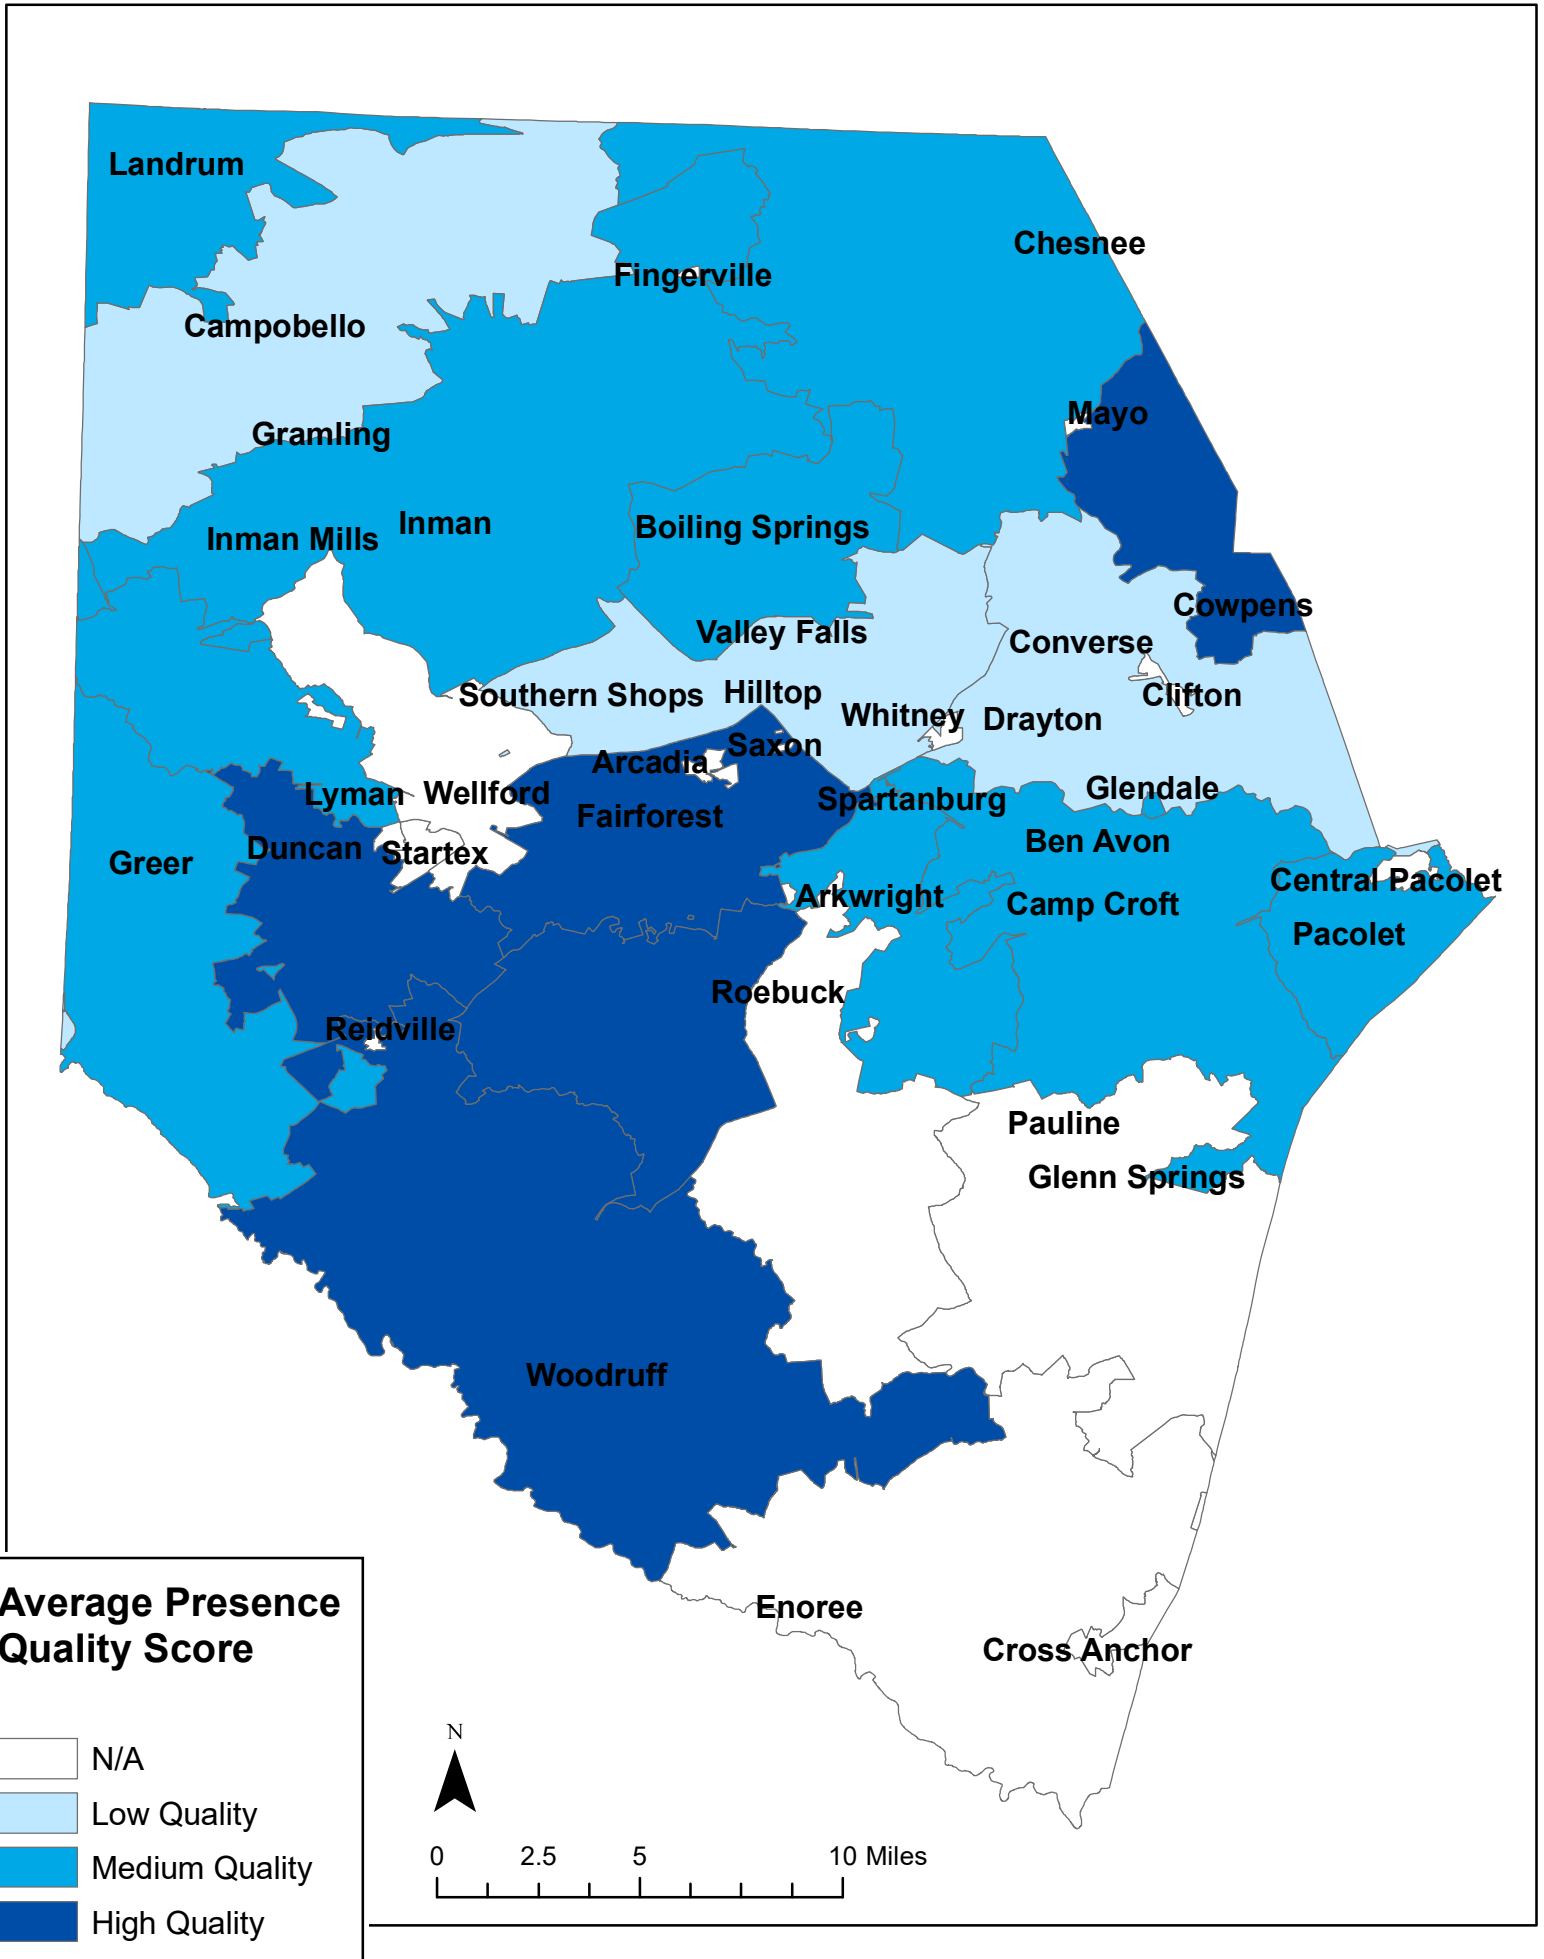 Landrum
Chesnee
Fingerville
Campobello
Mayo
Gramling
Inman
Boiling Springs
Inman Mills
Cowpens
Valley Falls
Converse
Southern Shops
Hilltop
Clifton
Whitney
Drayton
Saxon
Arcadia
Glendale
Lyman
Wellford
Spartanburg
Fairforest
Ben Avon
Duncan
Startex
Greer
Central Pacolet
Arkwright
Camp Croft
Pacolet
Roebuck
Reidville
Pauline
Glenn Springs
Woodruff
Enoree
Cross Anchor
Average Presence
Quality Score
N/A
Low Quality
Medium Quality
High Quality
N
0 2.5 5 10 Miles